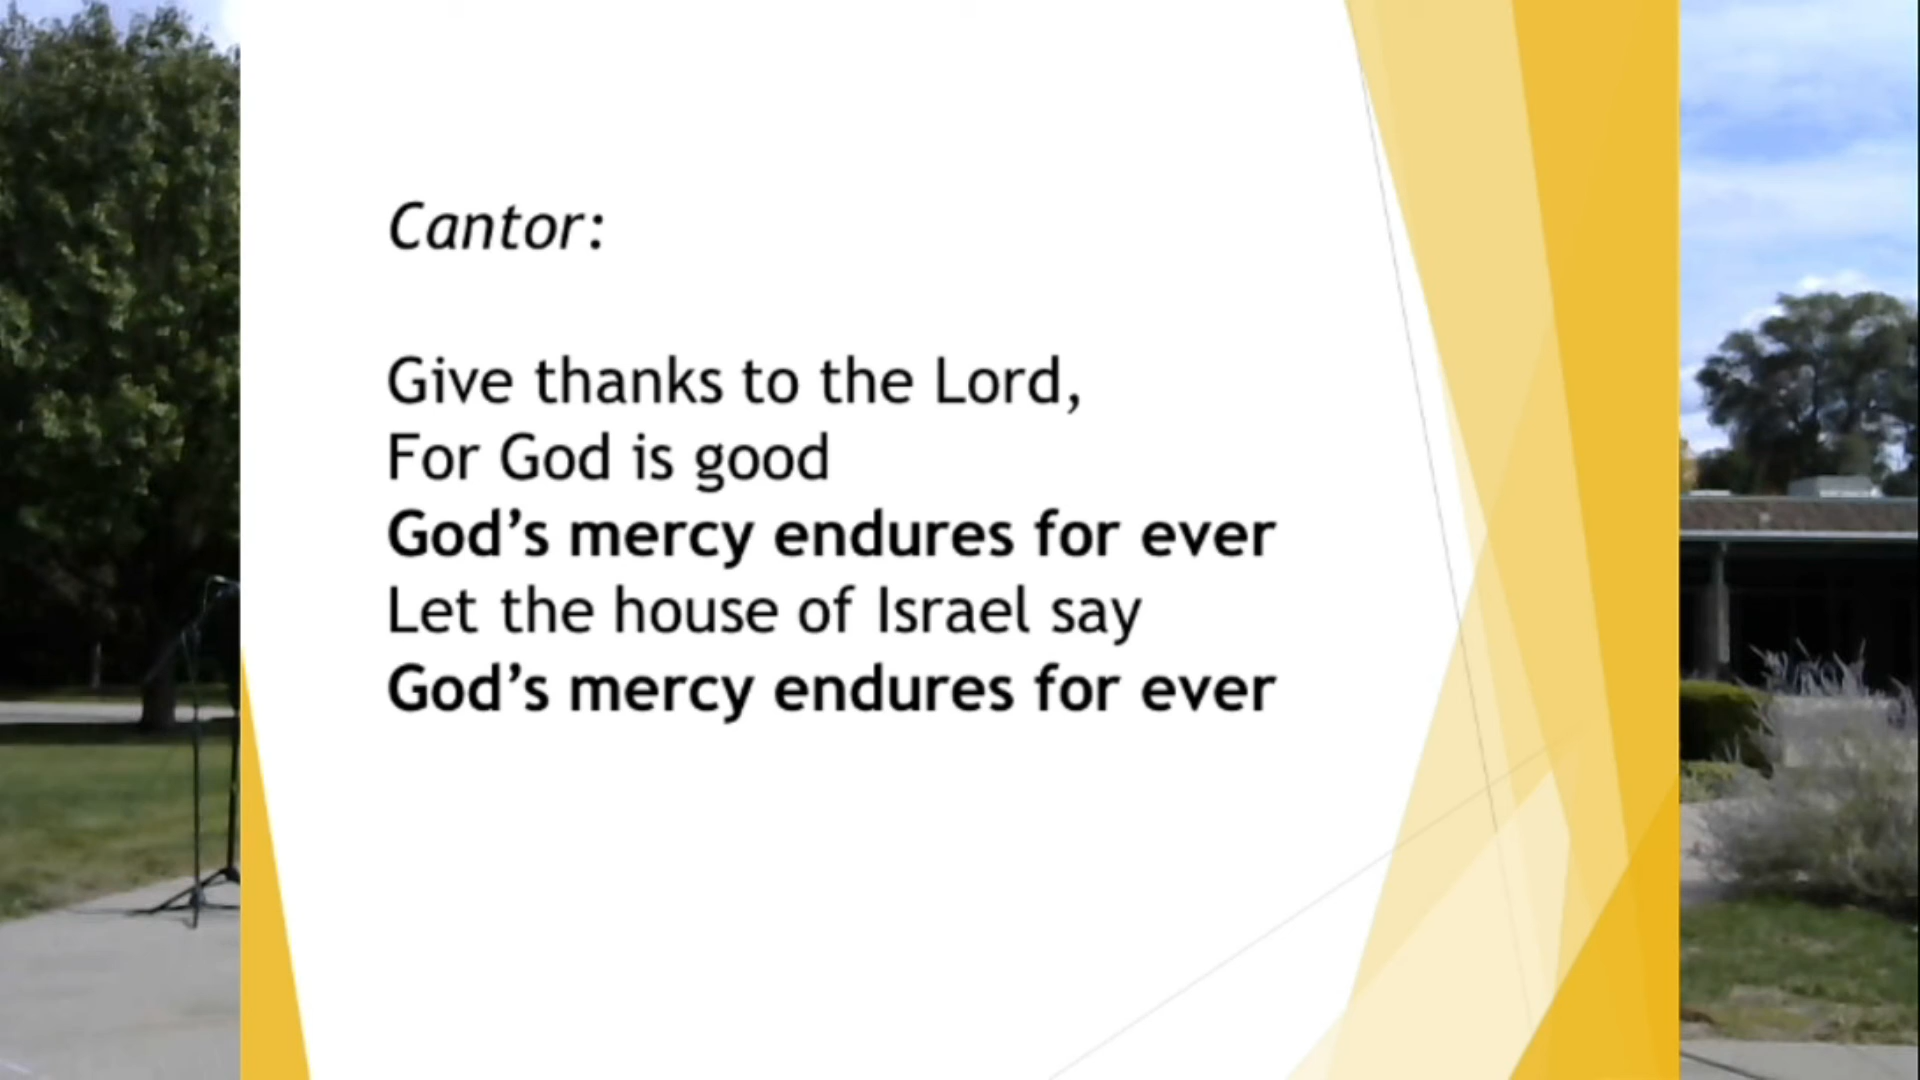 Cantor:
Give thanks to the Lord,
For God is good
God’s mercy endures for ever
Let the house of Israel say
God’s mercy endures for ever